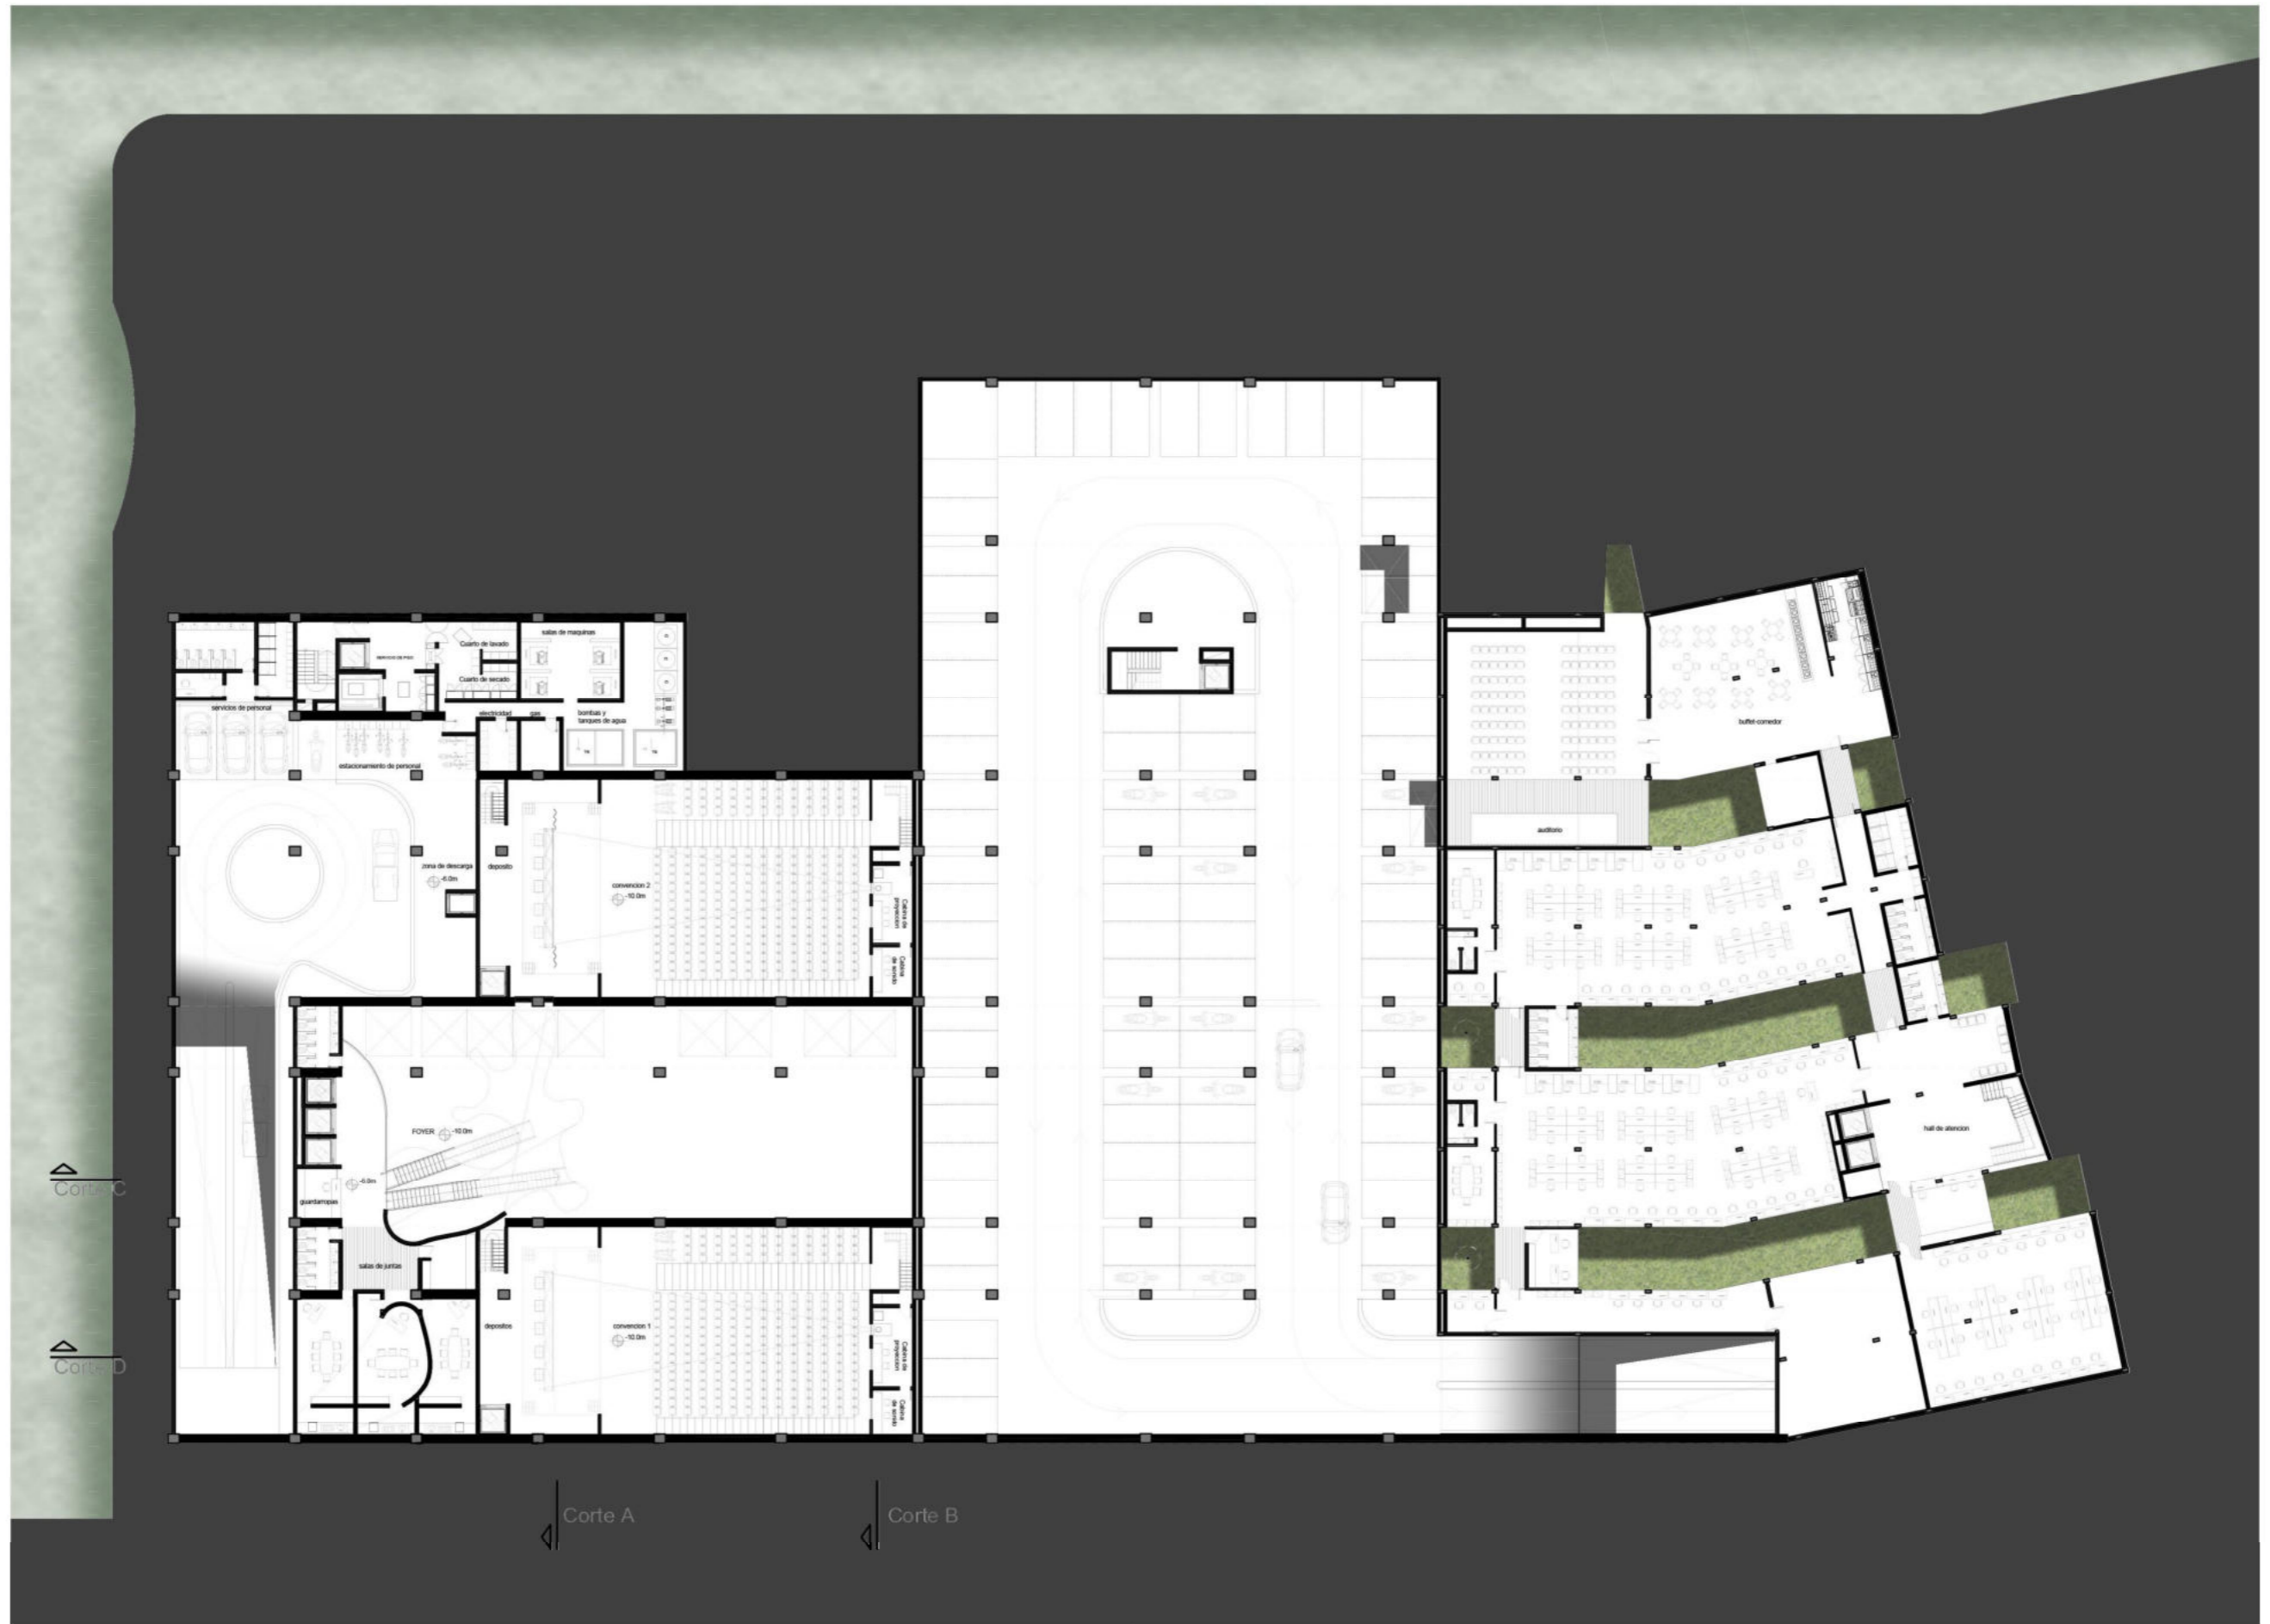 salas de maquinas
Cuarto de lavado
SERVICIO DE PISO
Cuarto de secado
servicios de personal
electricidad
gas
bombas y
tanques de agua
buffet-comedor
estacionamiento de personal
auditorio
zona de descarga
-6.0m
deposito
convencion 2
-10.0m
Cabina de
proyeccion
Cabina
de sonido
FOYER
-10.0m
hall de atencion
-6.0m
guardarropas
Corte C
salas de juntas
depositos
convencion 1
-10.0m
Cabina de
proyeccion
Cabina
de sonido
Corte D
Corte A
Corte B